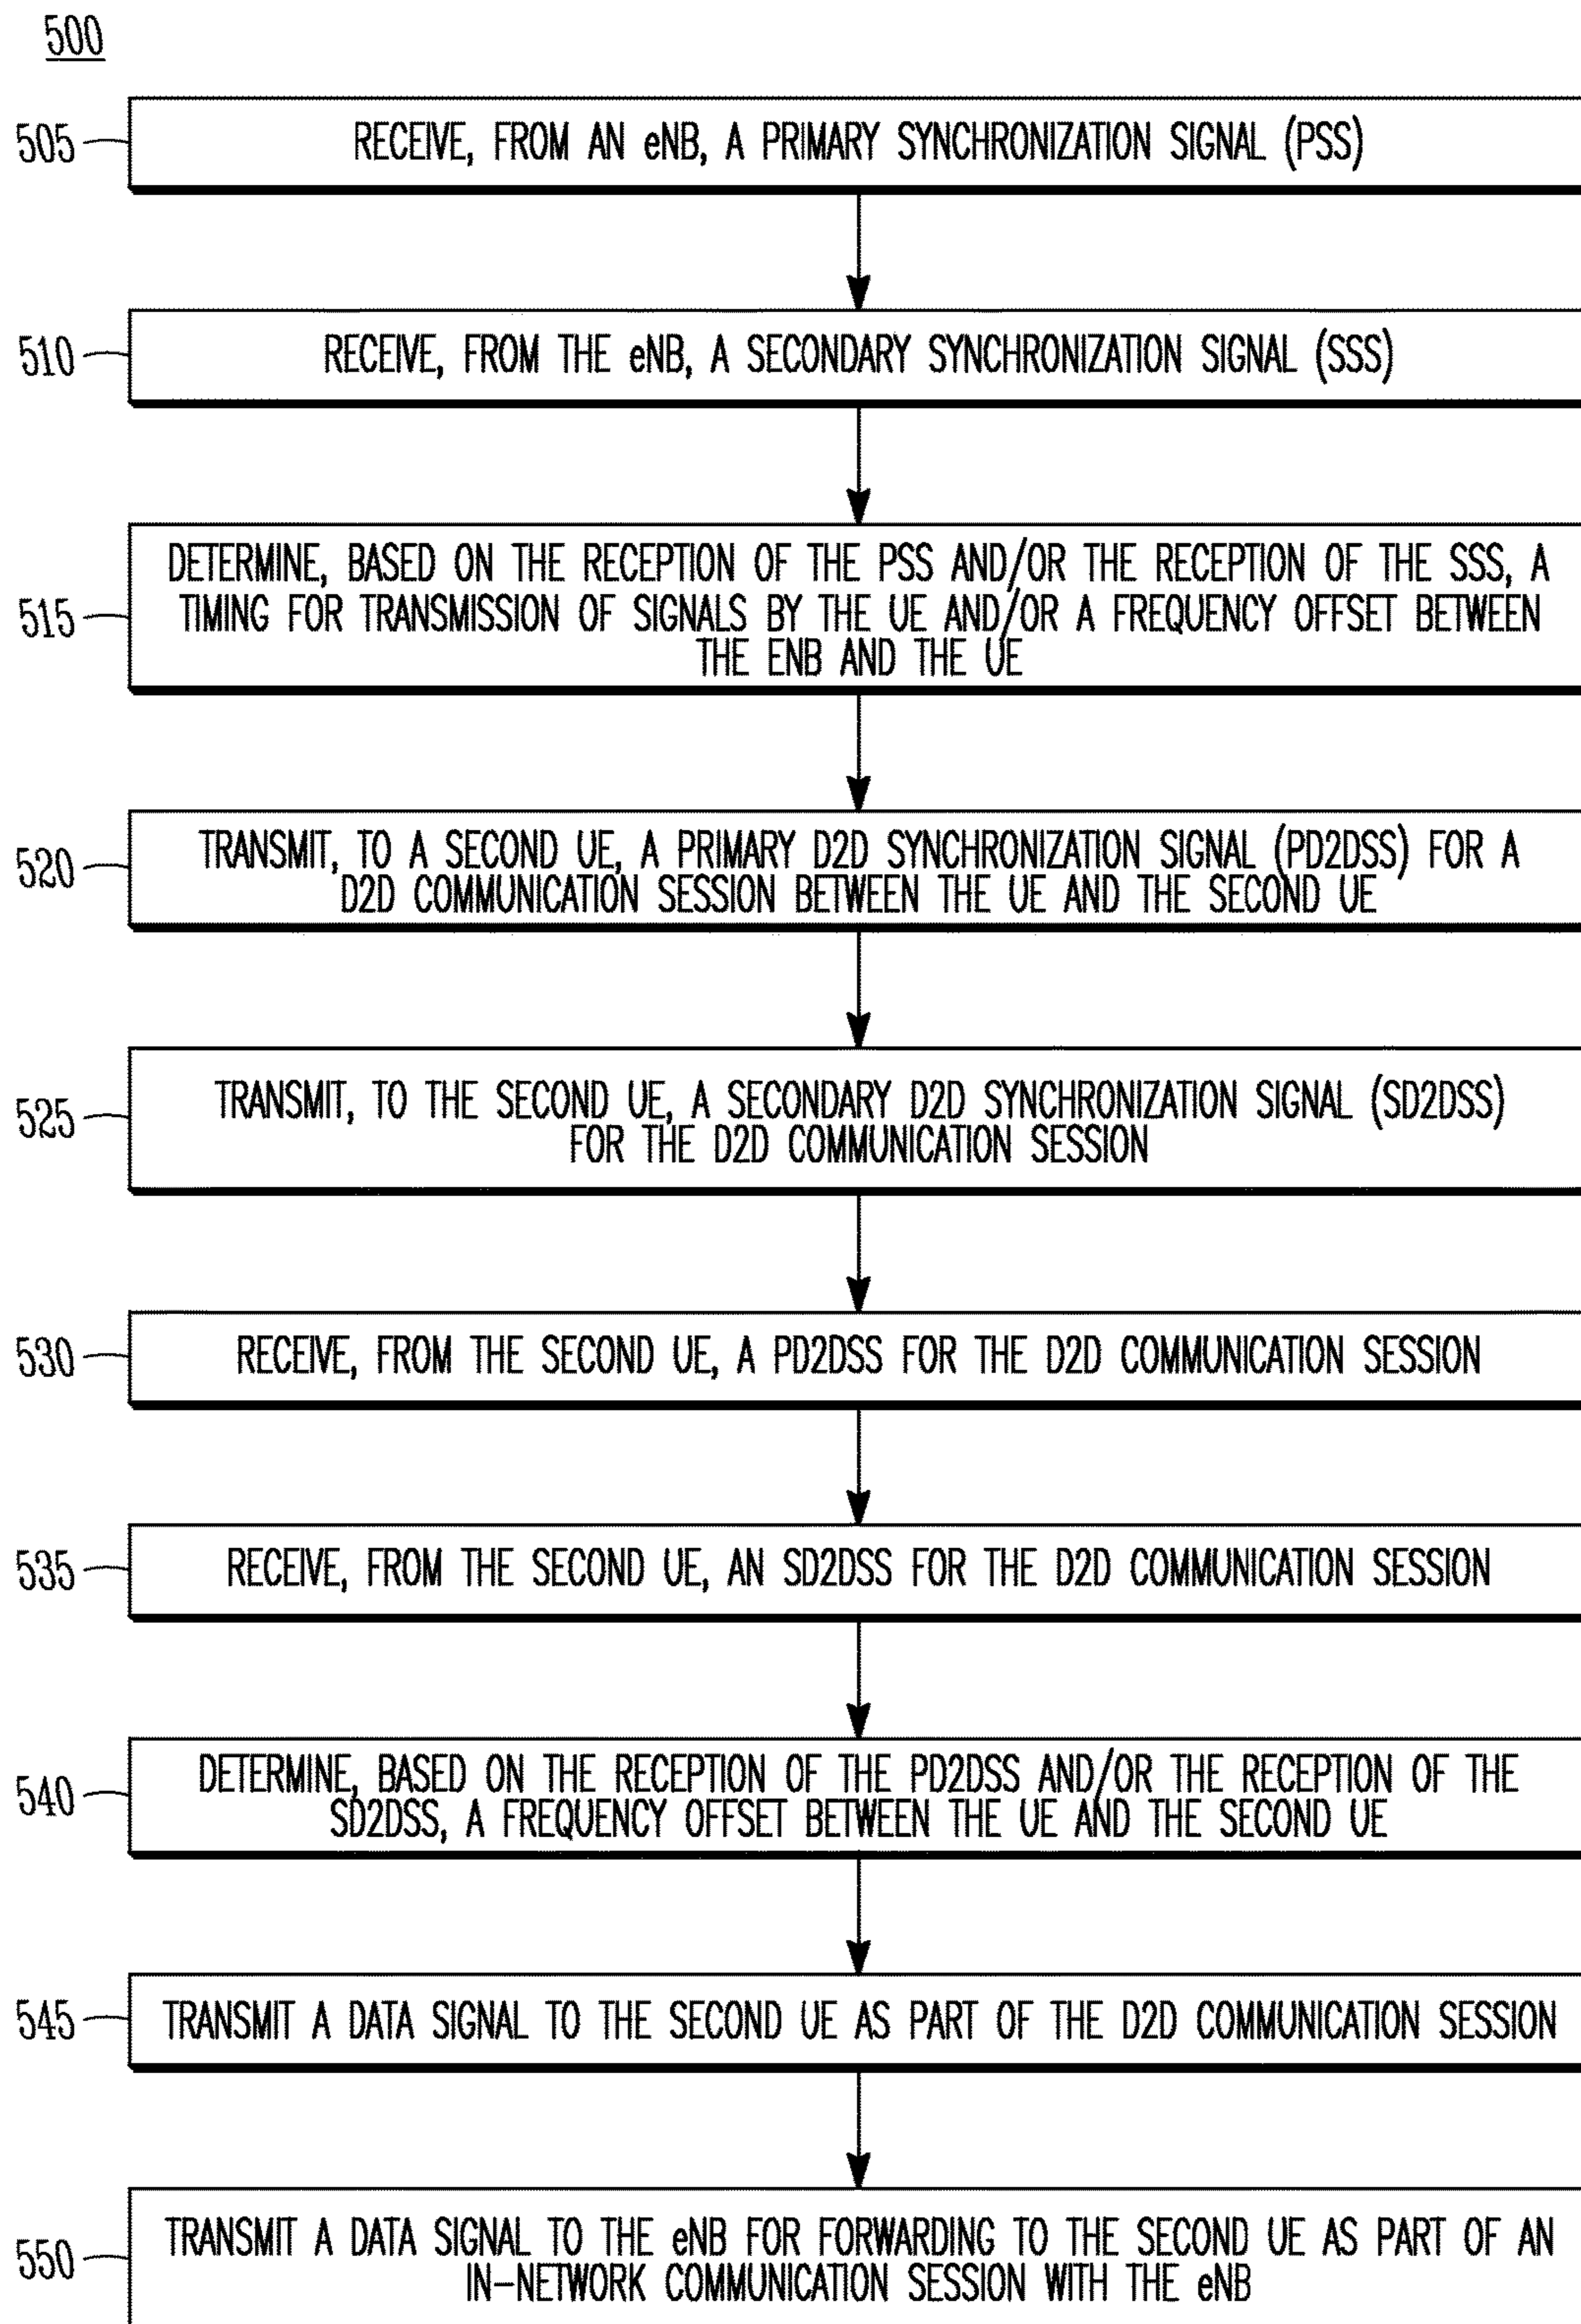 500
505 RECEIVE, FROM AN eNB, A PRIMARY SYNCHRONIZATION SIGNAL (PSS)
510 RECEIVE, FROM THE eNB, A SECONDARY SYNCHRONIZATION SIGNAL (SSS)
DETERMINE, BASED ON THE RECEPTION OF THE PSS AND/OR THE RECEPTION OF THE SSS, A
515 TIMING FOR TRANSMISSION OF SIGNALS BY THE UE AND/OR A FREQUENCY OFFSET BETWEEN
THE ENB AND THE UE
520 TRANSMIT, TO A SECOND UE, A PRIMARY D2D SYNCHRONIZATION SIGNAL (PD2DSS) FOR A
D2D COMMUNICATION SESSION BETWEEN THE UE AND THE SECOND UE
525 TRANSMIT, TO THE SECOND UE, A SECONDARY D2D SYNCHRONIZATION SIGNAL (SD2DSS)
FOR THE D2D COMMUNICATION SESSION
530 RECEIVE, FROM THE SECOND UE, A PD2DSS FOR THE D2D COMMUNICATION SESSION
535 RECEIVE, FROM THE SECOND UE, AN SD2DSS FOR THE D2D COMMUNICATION SESSION
540 DETERMINE, BASED ON THE RECEPTION OF THE PD2DSS AND/OR THE RECEPTION OF THE
SD2DSS, A FREQUENCY OFFSET BETWEEN THE UE AND THE SECOND UE
545 TRANSMIT A DATA SIGNAL TO THE SECOND UE AS PART OF THE D2D COMMUNICATION SESSION
550 TRANSMIT A DATA SIGNAL TO THE eNB FOR FORWARDING TO THE SECOND UE AS PART OF AN
IN-NETWORK COMMUNICATION SESSION WITH THE eNB